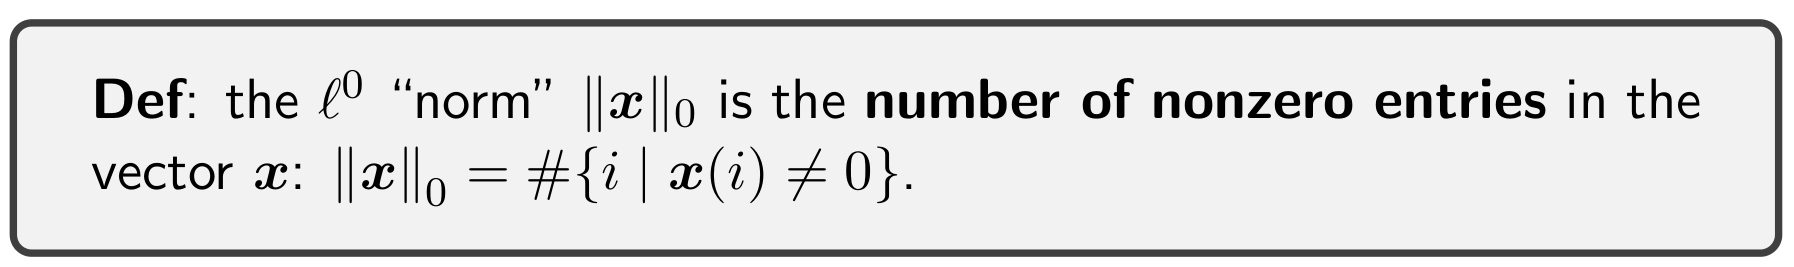 Def: the ℓ⁰ “norm” ‖x‖₀ is the number of nonzero entries in the
vector x: ‖x‖₀ = #{i | x(i) ≠ 0}.